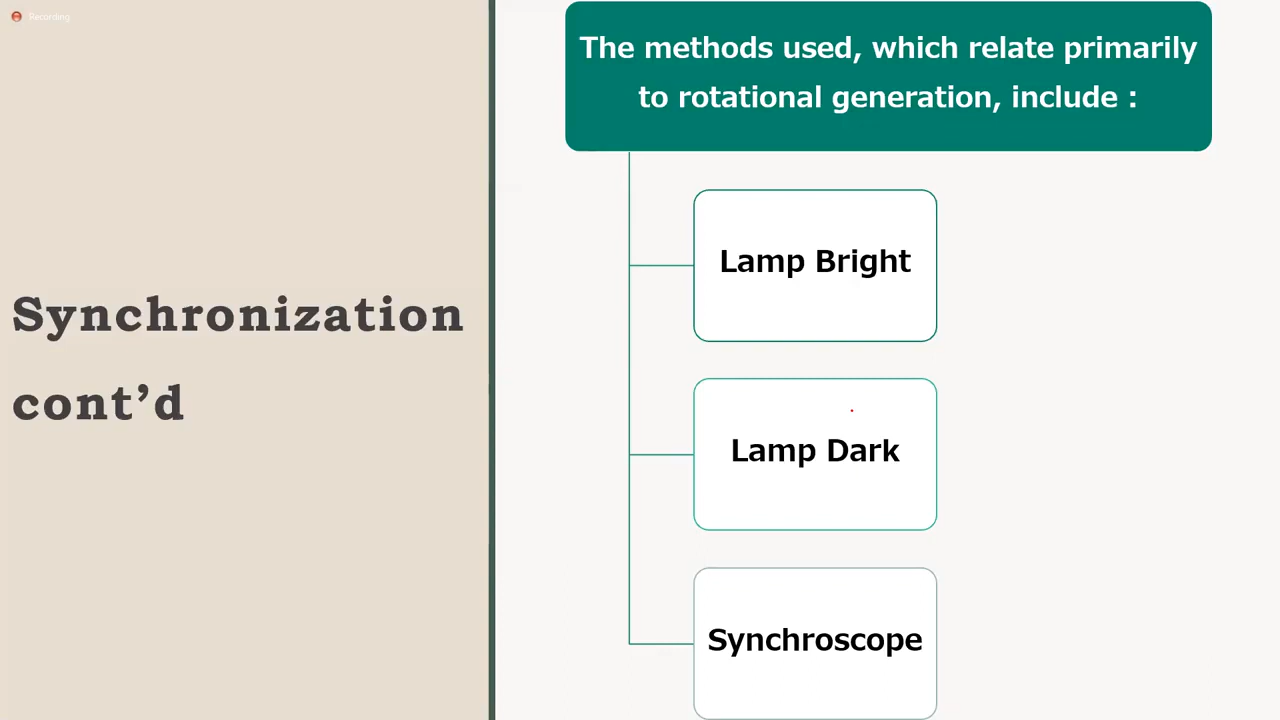 Recording
The methods used, which relate primarily
to rotational generation, include :
Synchronization
cont’d
Lamp Bright
Lamp Dark
Synchroscope